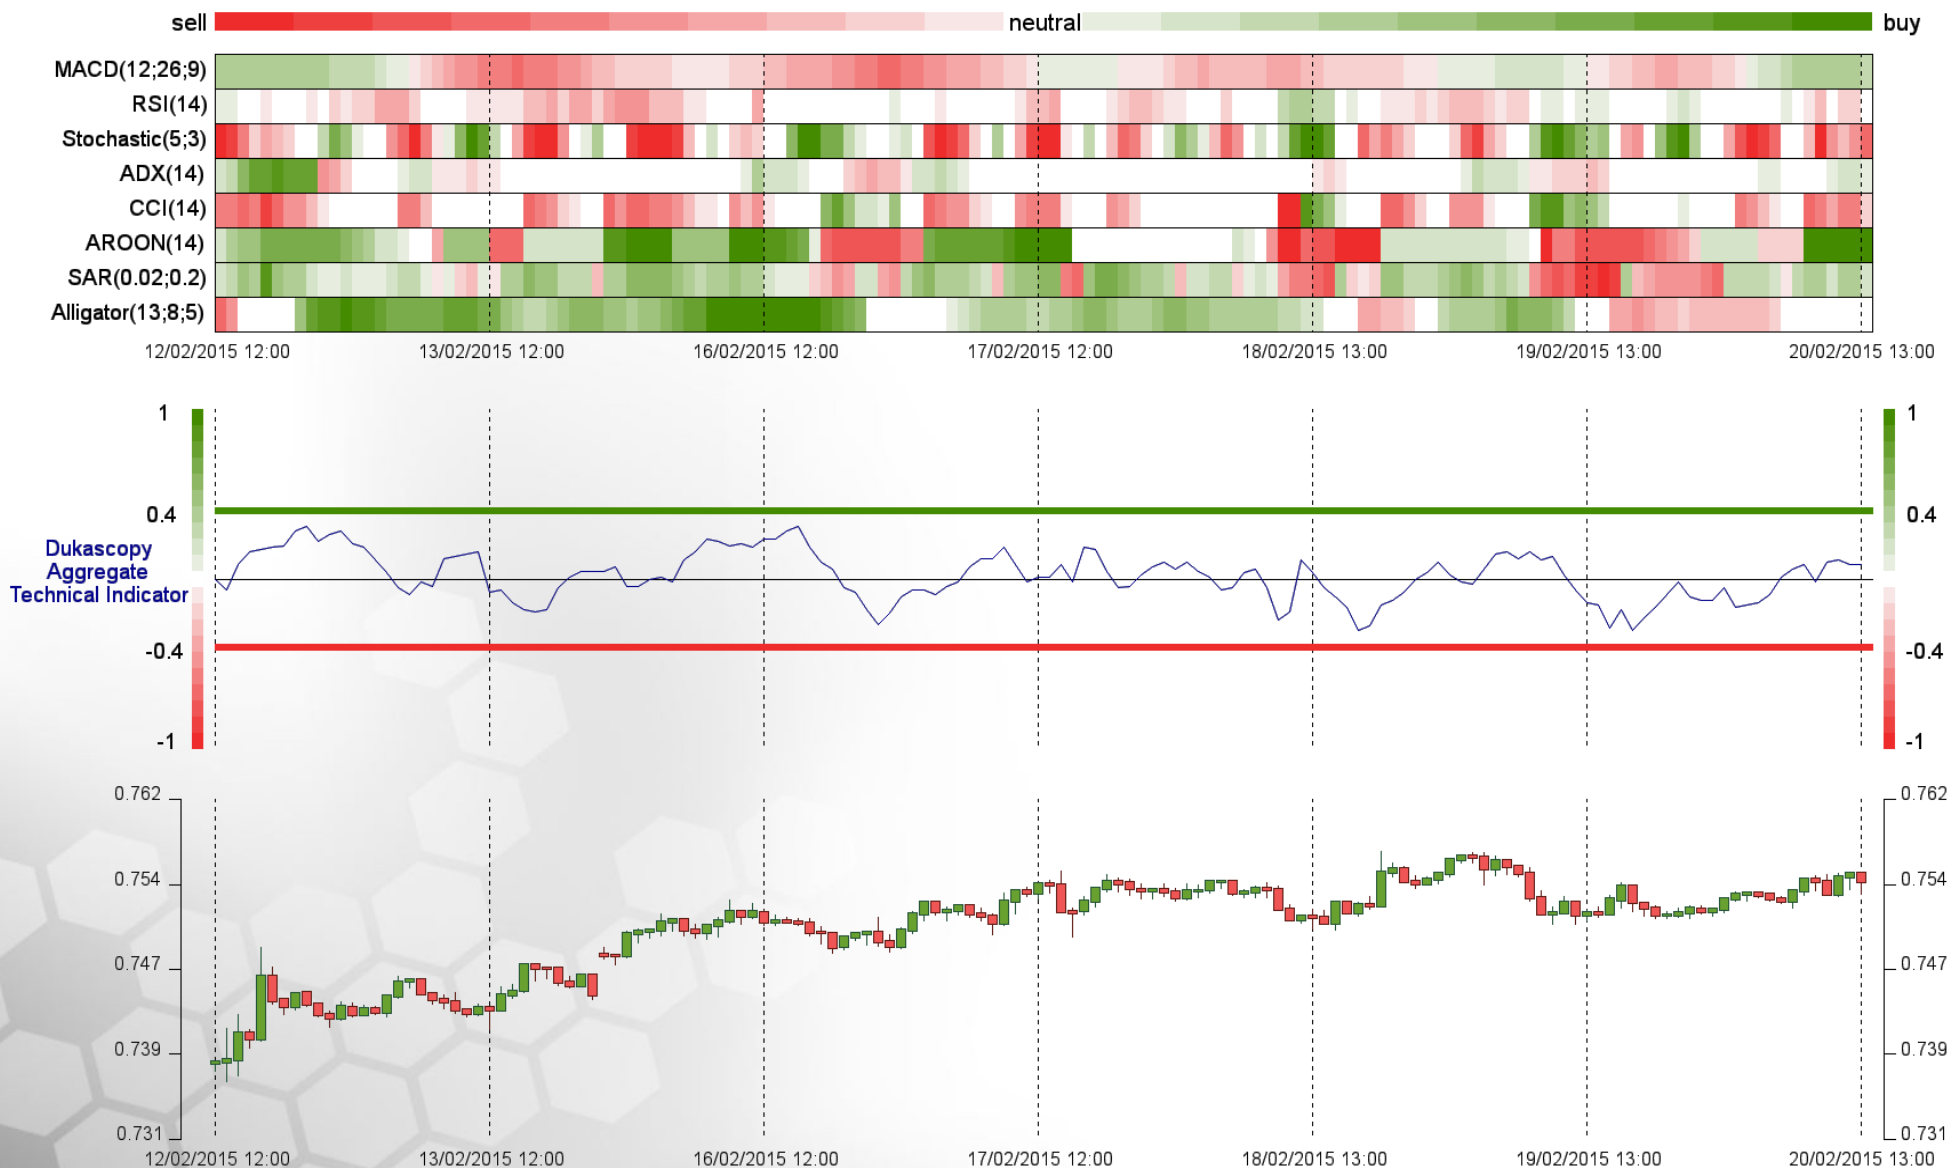 sell neutral buy
MACD(12;26;9)
RSI(14)
Stochastic(5;3)
ADX(14)
CCI(14)
AROON(14)
SAR(0.02;0.2)
Alligator(13;8;5)
12/02/2015 12:00 13/02/2015 12:00 16/02/2015 12:00 17/02/2015 12:00 18/02/2015 13:00 19/02/2015 13:00 20/02/2015 13:00
1 1
0.4 0.4
Dukascopy
Aggregate
Technical Indicator
-0.4 -0.4
-1 -1
0.762 0.762
0.754 0.754
0.747 0.747
0.739 0.739
0.731 0.731
12/02/2015 12:00 13/02/2015 12:00 16/02/2015 12:00 17/02/2015 12:00 18/02/2015 13:00 19/02/2015 13:00 20/02/2015 13:00